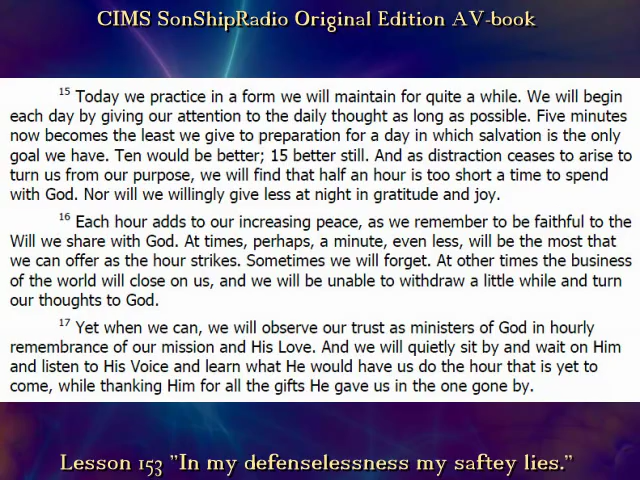 CIMS SonShipRadio Original Edition AV-book
15 Today we practice in a form we will maintain for quite a while. We will begin
each day by giving our attention to the daily thought as long as possible. Five minutes
now becomes the least we give to preparation for a day in which salvation is the only
goal we have. Ten would be better; 15 better still. And as distraction ceases to arise to
turn us from our purpose, we will find that half an hour is too short a time to spend
with God. Nor will we willingly give less at night in gratitude and joy.
16 Each hour adds to our increasing peace, as we remember to be faithful to the
Will we share with God. At times, perhaps, a minute, even less, will be the most that
we can offer as the hour strikes. Sometimes we will forget. At other times the business
of the world will close on us, and we will be unable to withdraw a little while and turn
our thoughts to God.
17 Yet when we can, we will observe our trust as ministers of God in hourly
remembrance of our mission and His Love. And we will quietly sit by and wait on Him
and listen to His Voice and learn what He would have us do the hour that is yet to
come, while thanking Him for all the gifts He gave us in the one gone by.
Lesson 153 "In my defenselessness my saftey lies."